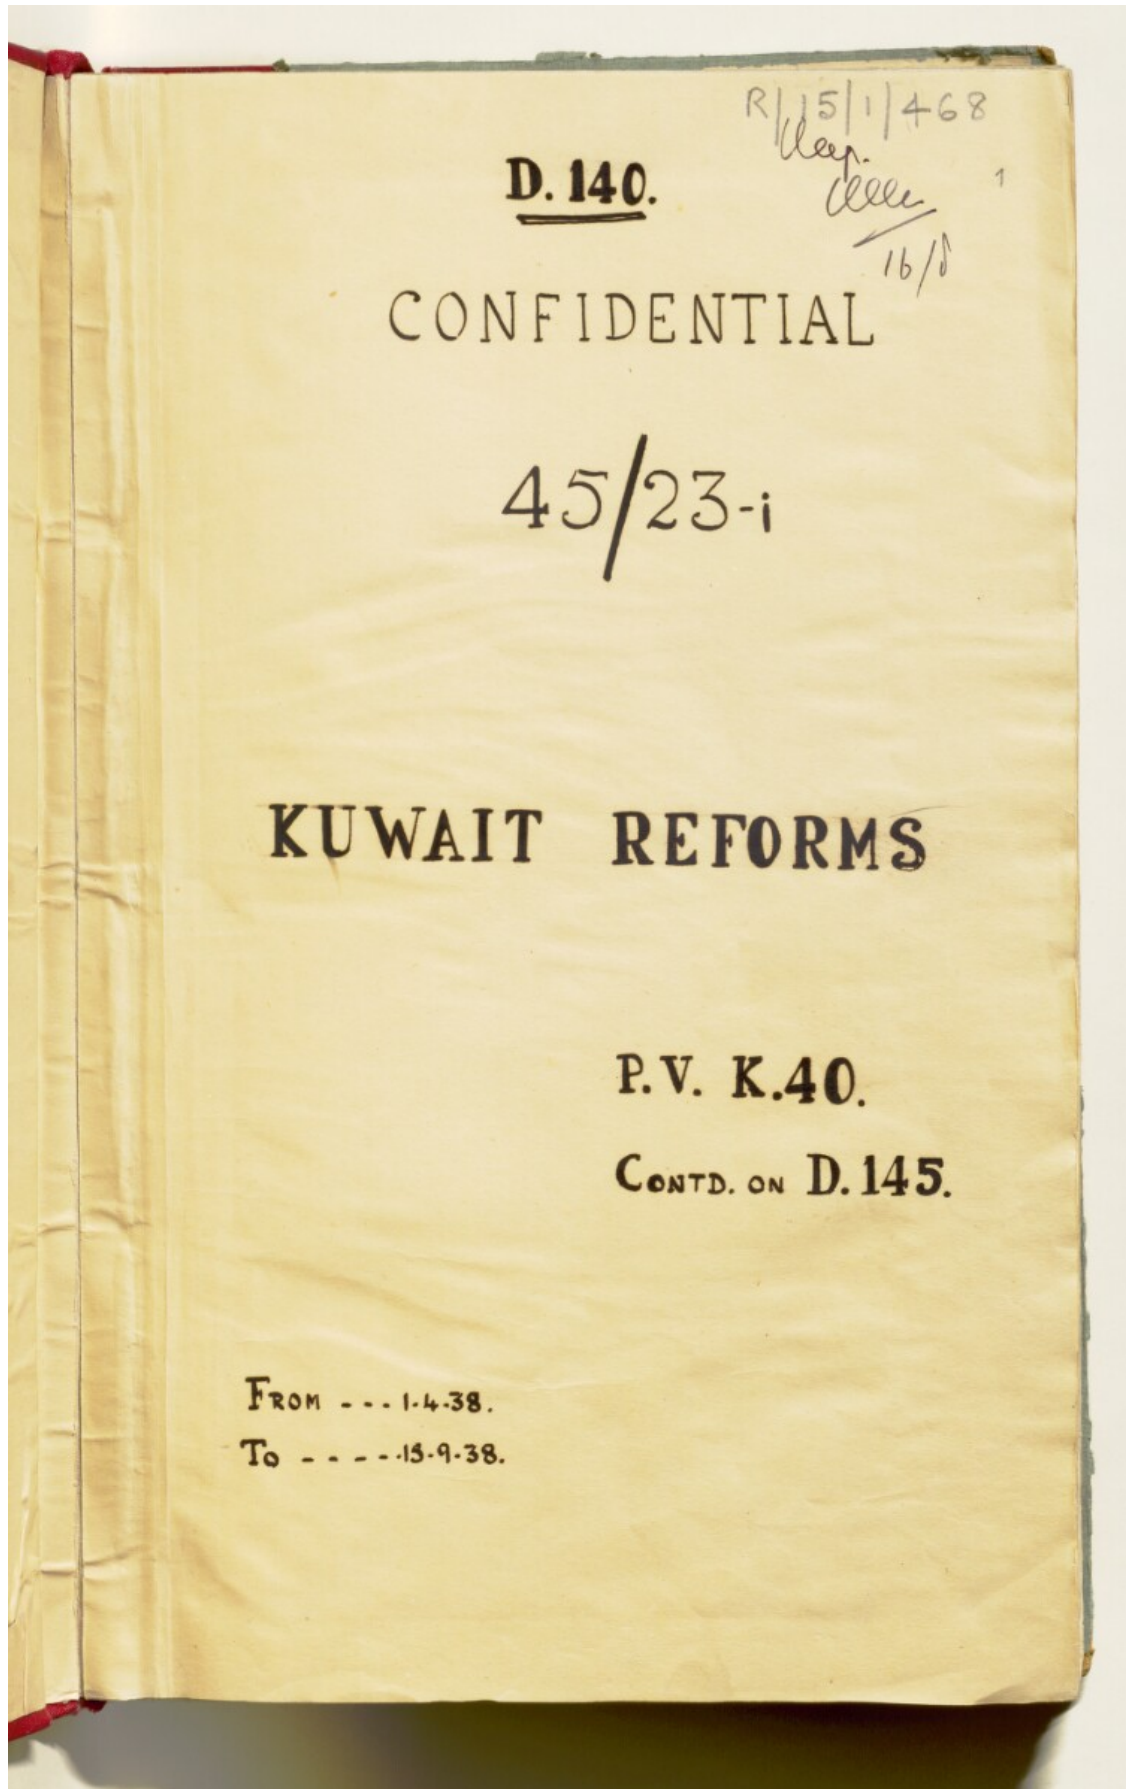 R/15/1/468
1
D. 140.
16/8
CONFIDENTIAL
45/23-i
KUWAIT REFORMS
P.V. K.40.
CONTD. ON D.145.
FROM --- 1.4.38.
TO ----- 15.9.38.